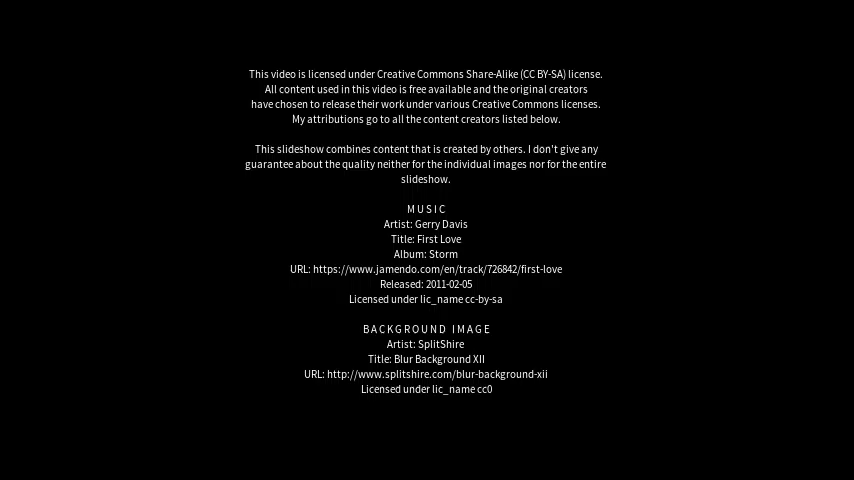 This video is licensed under Creative Commons Share-Alike (CC BY-SA) license.
All content used in this video is free available and the original creators
have chosen to release their work under various Creative Commons licenses.
My attributions go to all the content creators listed below.
This slideshow combines content that is created by others. I don't give any
guarantee about the quality neither for the individual images nor for the entire
slideshow.
MUSIC
Artist: Gerry Davis
Title: First Love
Album: Storm
URL: https://www.jamendo.com/en/track/726842/first-love
Released: 2011-02-05
Licensed under lic_name cc-by-sa
BACKGROUND IMAGE
Artist: SplitShire
Title: Blur Background XII
URL: http://www.splitshire.com/blur-background-xii
Licensed under lic_name cc0